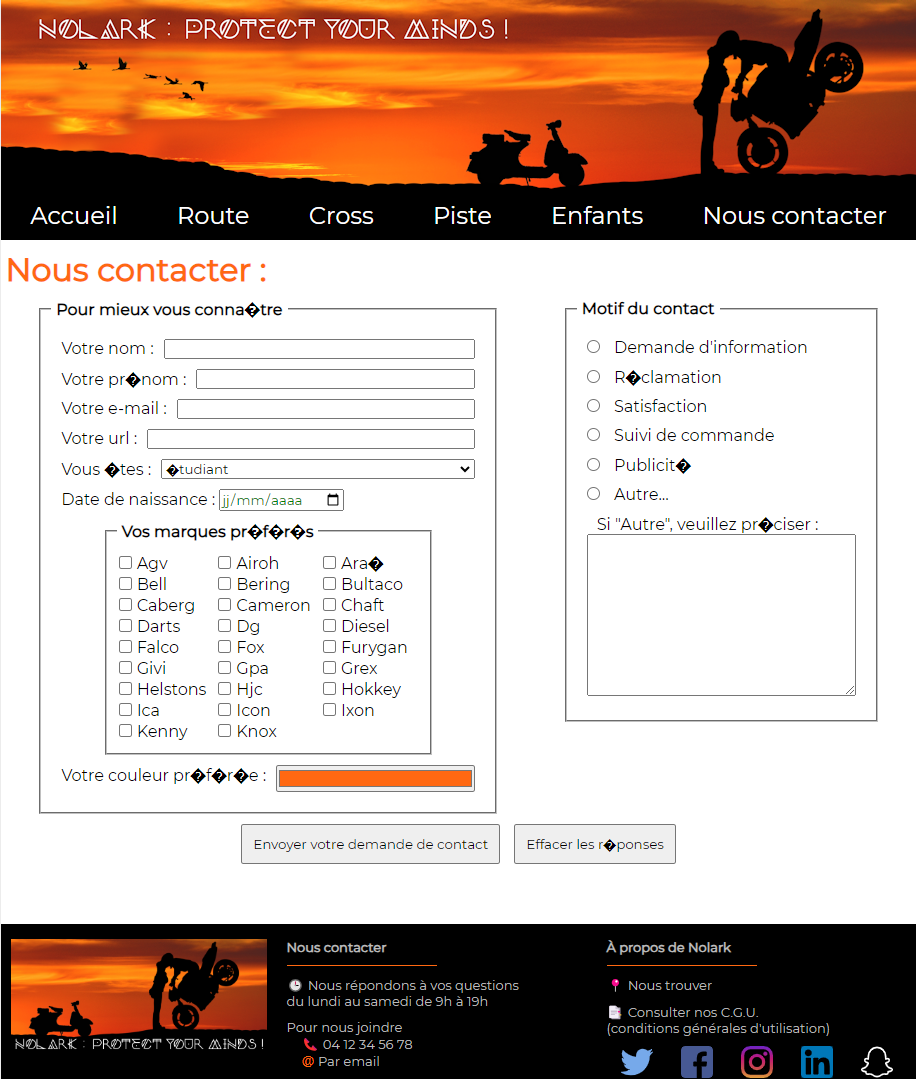 NOLARK : PROTECT YOUR MINDS !
Accueil Route Cross Piste Enfants Nous contacter
Nous contacter :
Pour mieux vous conna�tre
Votre nom :
Votre pr�nom :
Votre e-mail :
Votre url :
Vous �tes : �tudiant
Date de naissance : jj/mm/aaaa
Vos marques pr�f�r�s
Agv Airoh Ara�
Bell Bering Bultaco
Caberg Cameron Chaft
Darts Dg Diesel
Falco Fox Furygan
Givi Gpa Grex
Helstons Hjc Hokkey
Ica Icon Ixon
Kenny Knox
Votre couleur pr�f�r�e :
Motif du contact
Demande d'information
R�clamation
Satisfaction
Suivi de commande
Publicit�
Autre...
Si "Autre", veuillez pr�ciser :
Envoyer votre demande de contact Effacer les r�ponses
NOLARK : PROTECT YOUR MINDS !
Nous contacter
Nous répondons à vos questions
du lundi au samedi de 9h à 19h
Pour nous joindre
04 12 34 56 78
@ Par email
À propos de Nolark
Nous trouver
Consulter nos C.G.U.
(conditions générales d'utilisation)